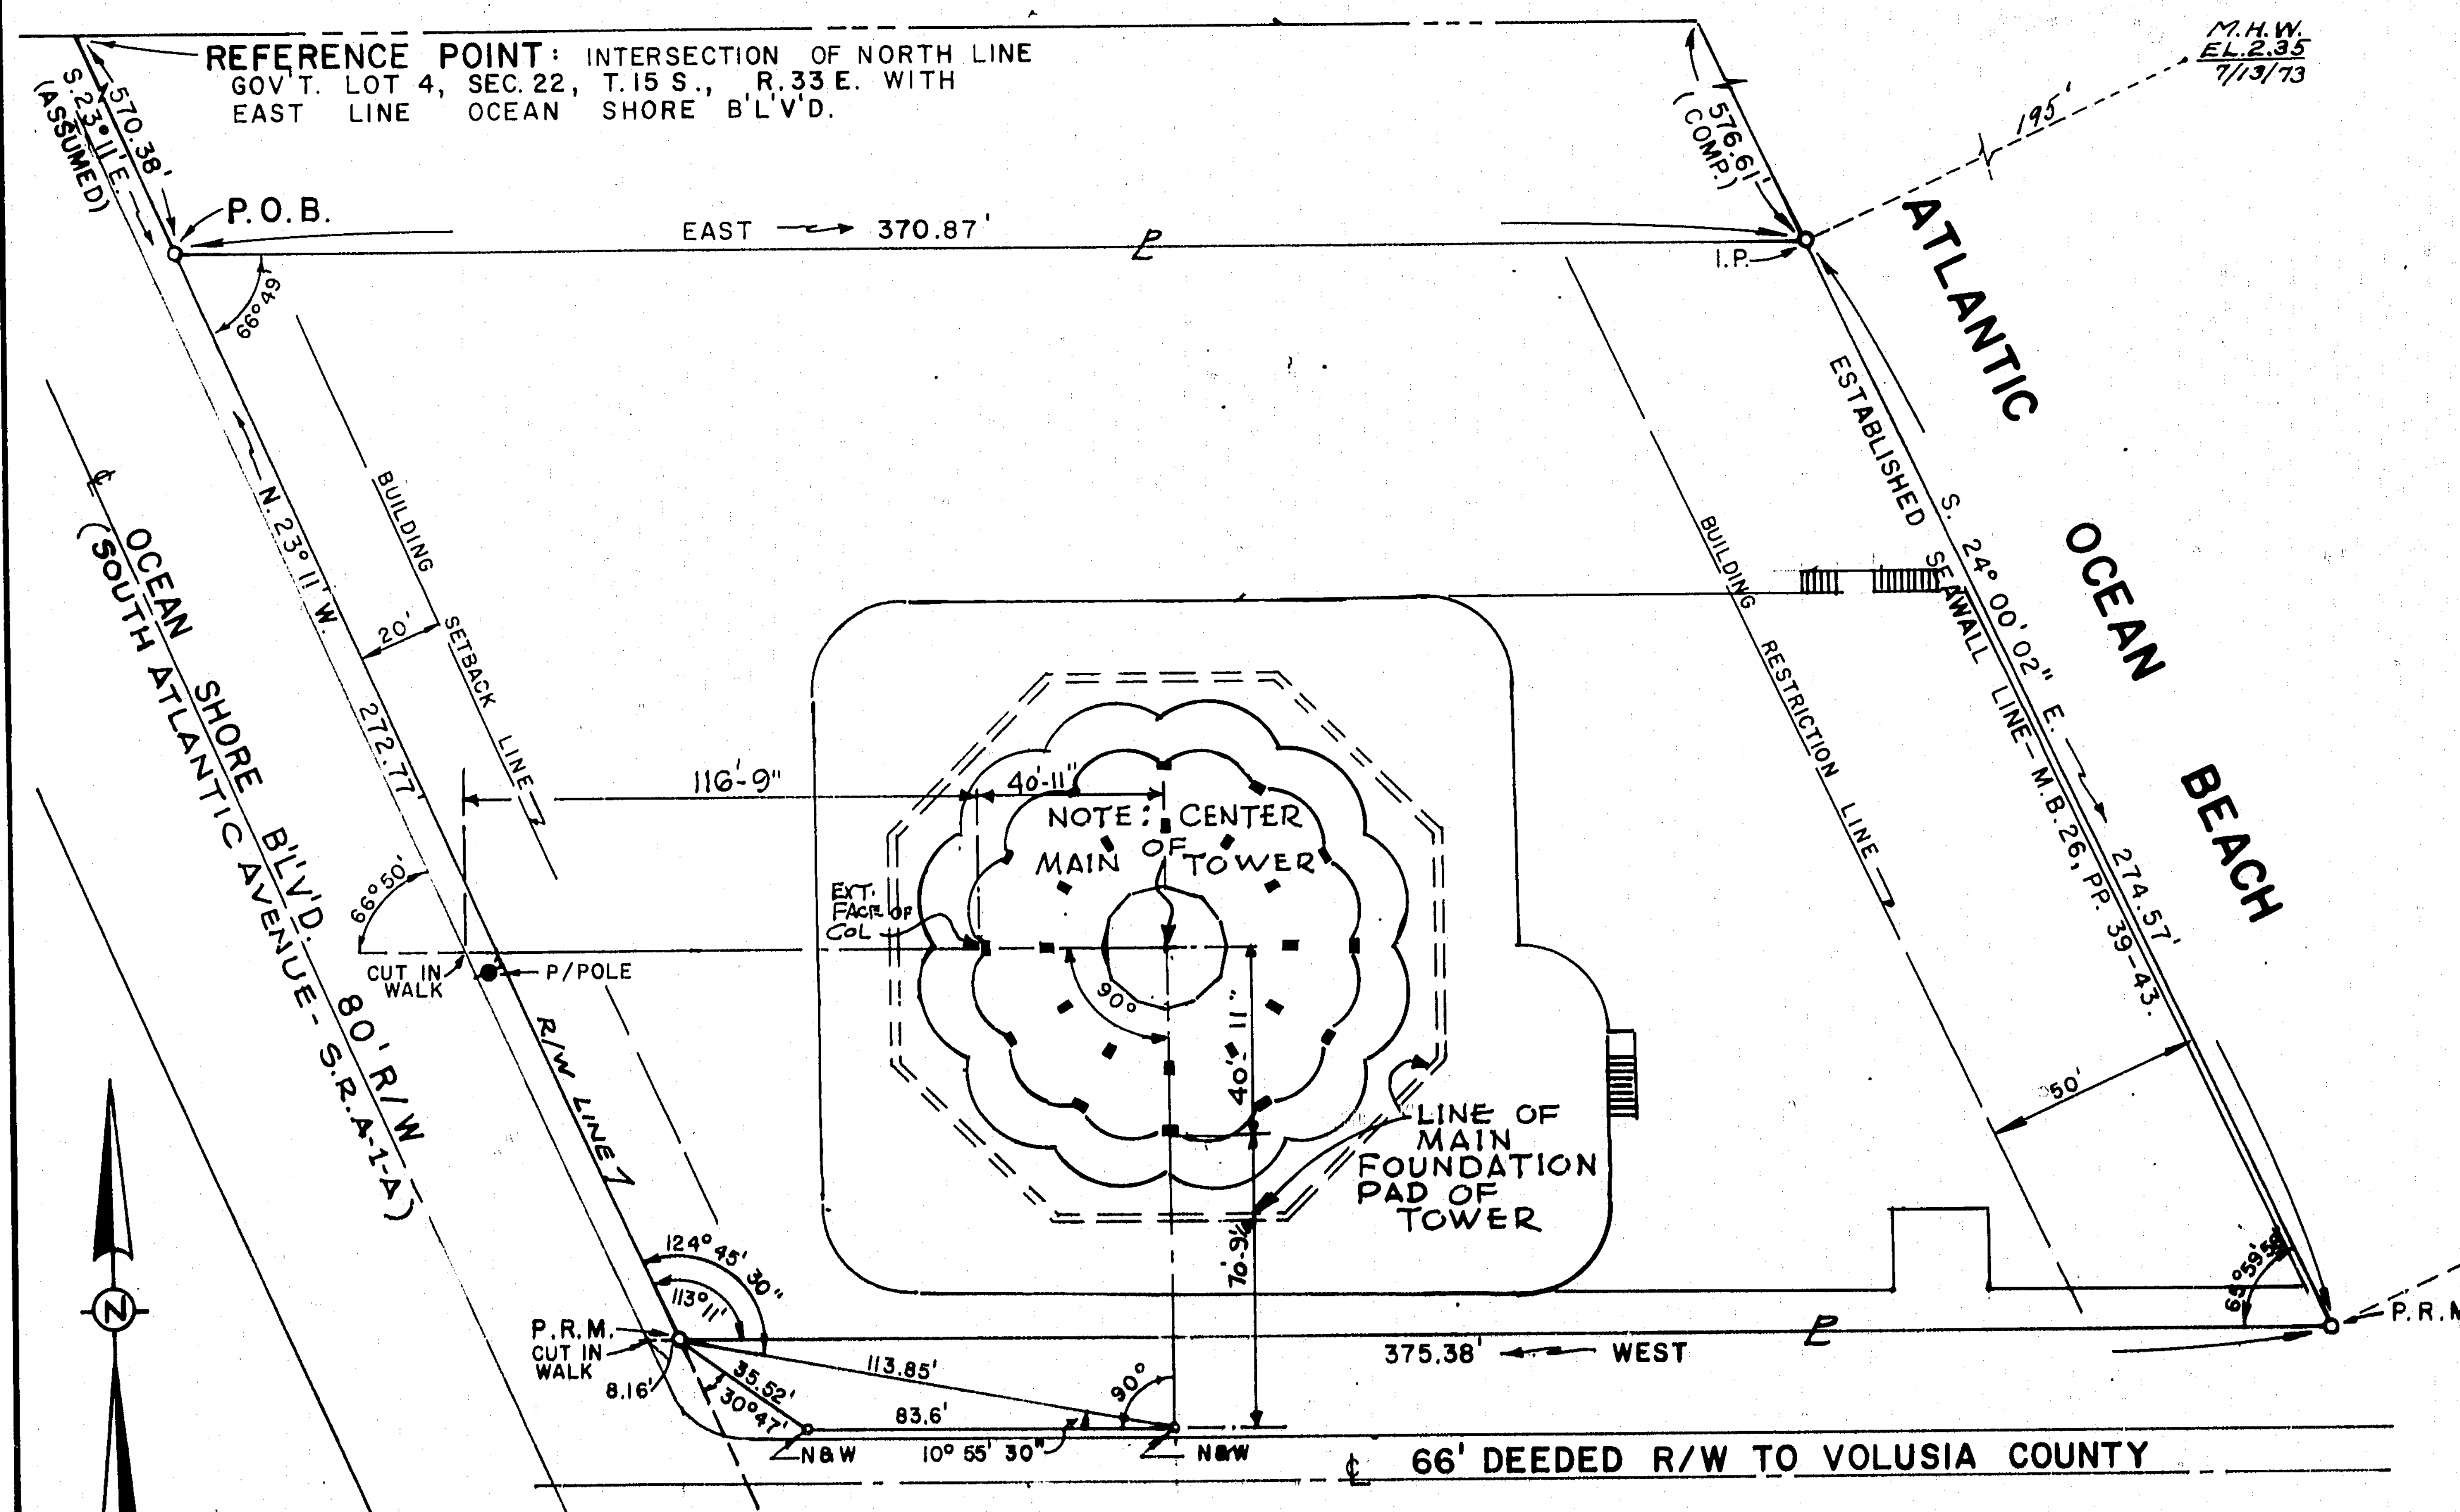 REFERENCE POINT: INTERSECTION OF NORTH LINE
GOV'T. LOT 4, SEC. 22, T. 15 S., R. 33 E. WITH
EAST LINE OCEAN SHORE B'L'V'D.
M.H.W.
EL. 2.35
7/13/73
195'
570.38'
S. 23° 11' E.
(ASSUMED)
576.61'
(COMP.)
P.O.B.
EAST 370.87'
P
I.P.
66° 49'
ATLANTIC
OCEAN
BEACH
ESTABLISHED SEAWALL LINE - M.B. 26, PP. 39-43.
S. 24° 00' 02" E. 274.57'
N. 23° 11' W. 272.77'
BUILDING SETBACK LINE
20'
BUILDING RESTRICTION LINE
50'
OCEAN SHORE B'L'V'D. 80' R/W
(SOUTH ATLANTIC AVENUE - S.R. A-1-A)
116'-9"
40'-11"
NOTE: CENTER
OF
MAIN TOWER
EXT.
FACE OF
COL
66° 50'
CUT IN
WALK
P/POLE
90°
40'-11"
R/W LINE
LINE OF
MAIN
FOUNDATION
PAD OF
TOWER
70'-9½"
124° 45' 30"
113° 11'
65° 59' 58"
P.R.M.
CUT IN
WALK
8.16'
35.52'
30° 47'
113.85'
90°
83.6'
10° 55' 30"
N&W
N&W
375.38' WEST
P
P.R.M
N
℄
℄ 66' DEEDED R/W TO VOLUSIA COUNTY